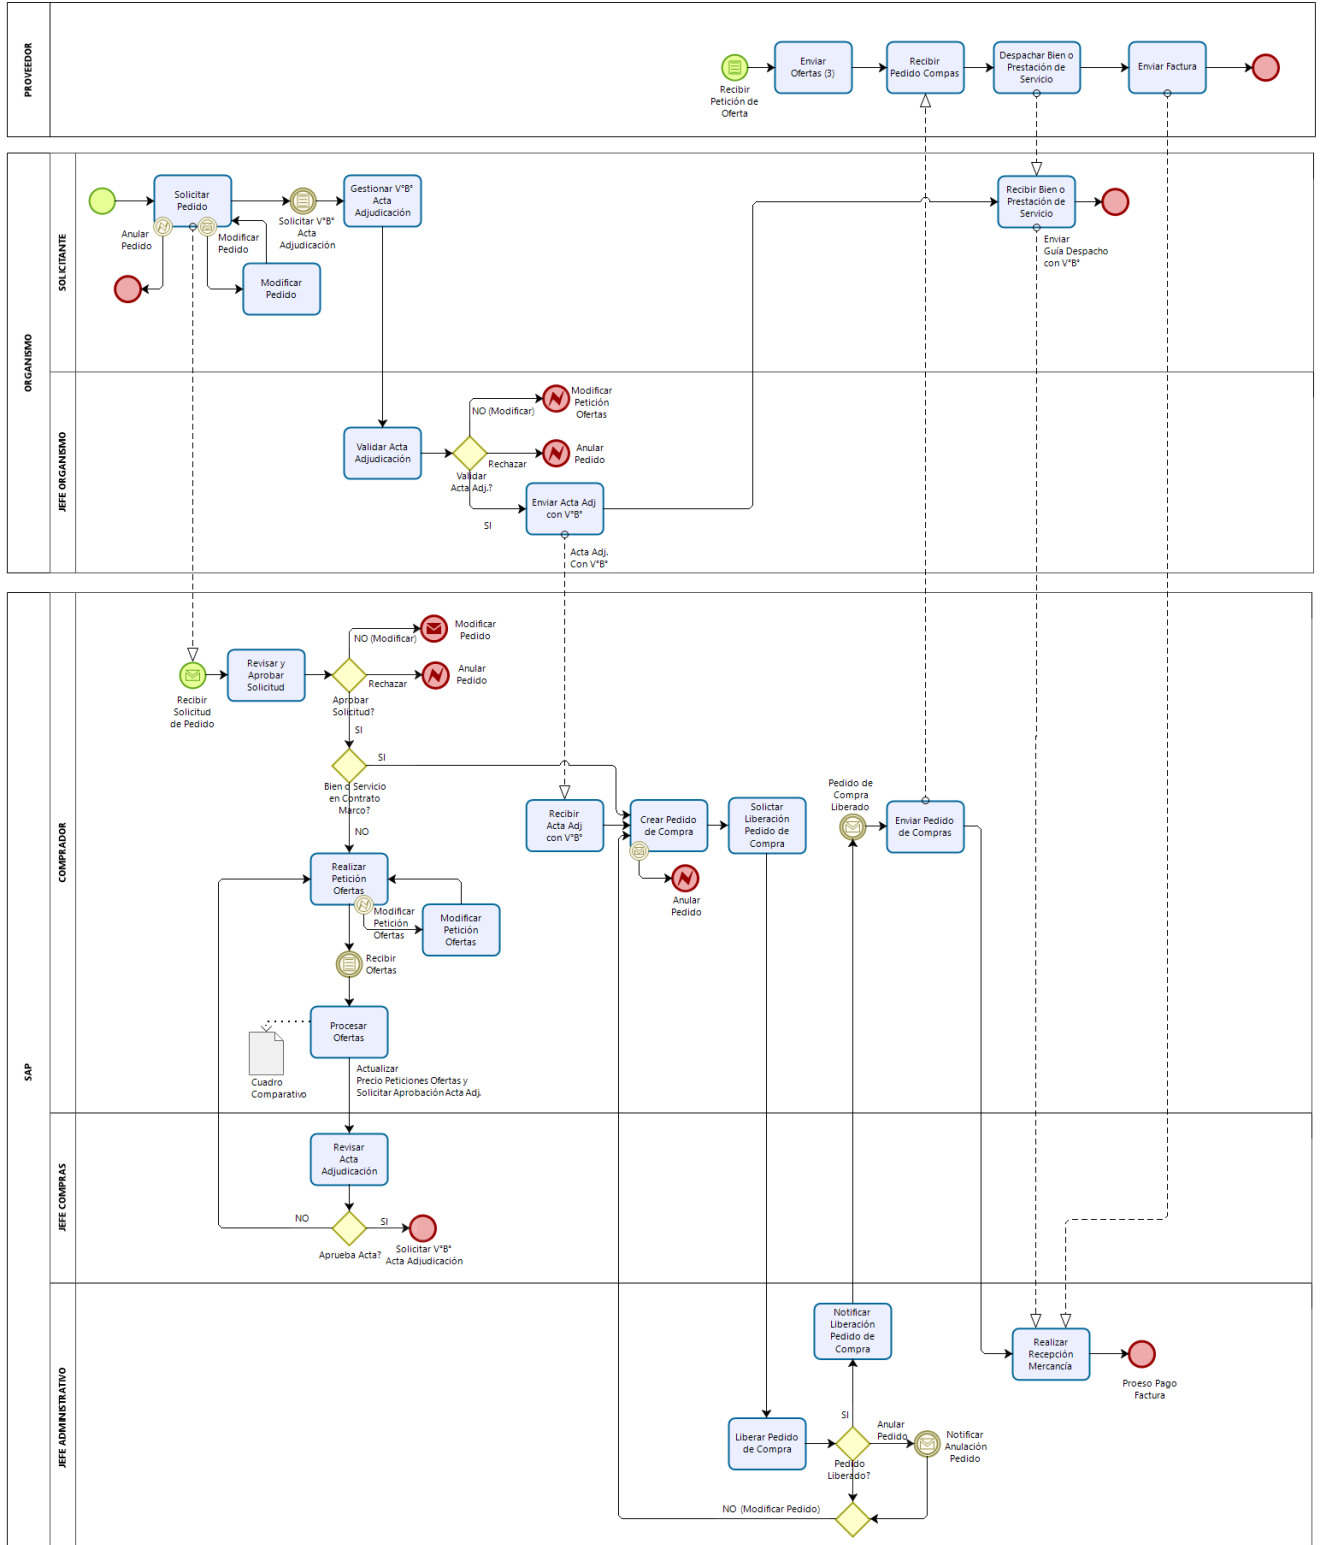 PROVEEDOR
Enviar
Ofertas (3)
Recibir
Pedido Compas
Despachar Bien o
Prestación de
Servicio
Enviar Factura
Recibir
Petición de
Oferta
ORGANISMO
SOLICITANTE
Solicitar
Pedido
Anular
Pedido
Modificar
Pedido
Modificar
Pedido
Solicitar V°B°
Acta
Adjudicación
Gestionar V°B°
Acta
Adjudicación
Recibir Bien o
Prestación de
Servicio
Enviar
Guía Despacho
con V°B°
JEFE ORGANISMO
Validar Acta
Adjudicación
Validar
Acta Adj.?
NO (Modificar)
Modificar
Petición
Ofertas
Rechazar
Anular
Pedido
SI
Enviar Acta Adj
con V°B°
Acta Adj.
Con V°B°
SAP
COMPRADOR
Recibir
Solicitud
de Pedido
Revisar y
Aprobar
Solicitud
Aprobar
Solicitud?
NO (Modificar)
Modificar
Pedido
Rechazar
Anular
Pedido
SI
Bien o Servicio
en Contrato
Marco?
SI
NO
Realizar
Petición
Ofertas
Modificar
Petición
Ofertas
Modificar
Petición
Ofertas
Recibir
Ofertas
Procesar
Ofertas
Cuadro
Comparativo
Actualizar
Precio Peticiones Ofertas y
Solicitar Aprobación Acta Adj.
Recibir
Acta Adj
con V°B°
Crear Pedido
de Compra
Anular
Pedido
Solictar
Liberación
Pedido de
Compra
Pedido de
Compra
Liberado
Enviar Pedido
de Compras
JEFE COMPRAS
Revisar
Acta
Adjudicación
NO
Aprueba Acta?
SI
Solicitar V°B°
Acta Adjudicación
JEFE ADMINISTRATIVO
Notificar
Liberación
Pedido de
Compra
Realizar
Recepción
Mercancía
Proeso Pago
Factura
Liberar Pedido
de Compra
SI
Pedido
Liberado?
Anular
Pedido
Notificar
Anulación
Pedido
NO (Modificar Pedido)